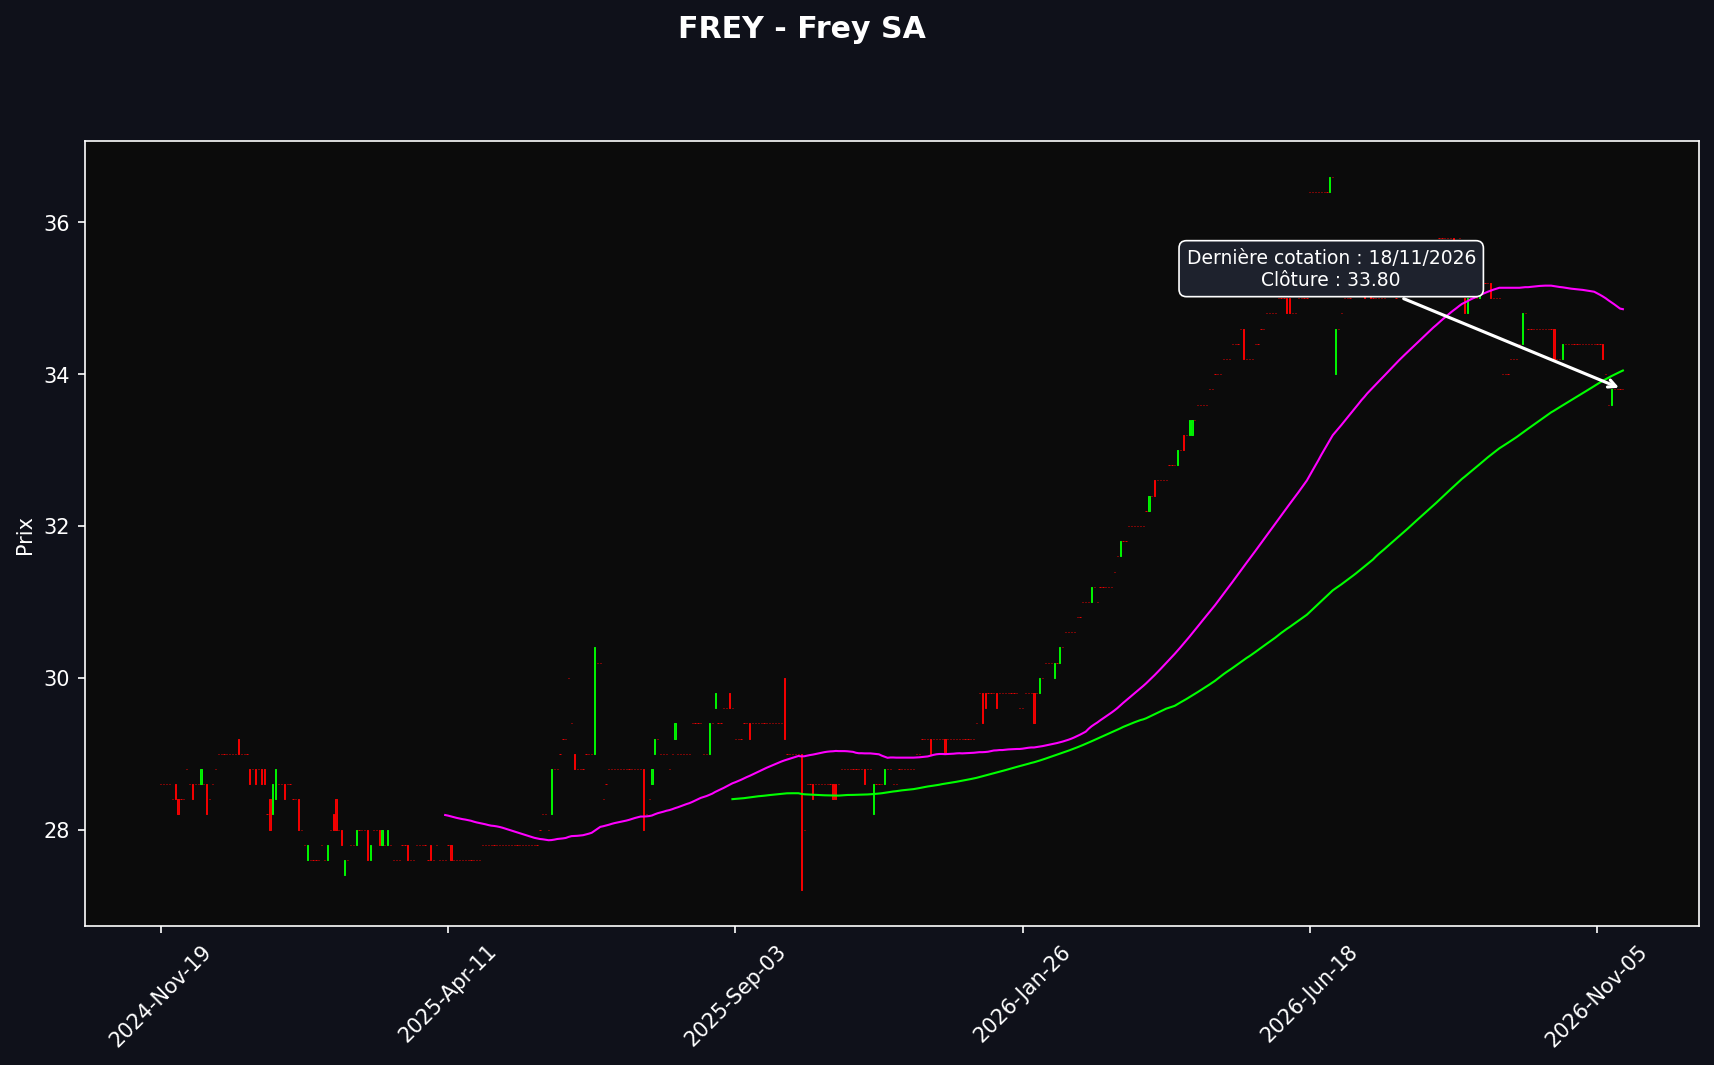 FREY - Frey SA
Dernière cotation : 18/11/2026
Clôture : 33.80
Prix
36
34
32
30
28
2024-Nov-19
2025-Apr-11
2025-Sep-03
2026-Jan-26
2026-Jun-18
2026-Nov-05